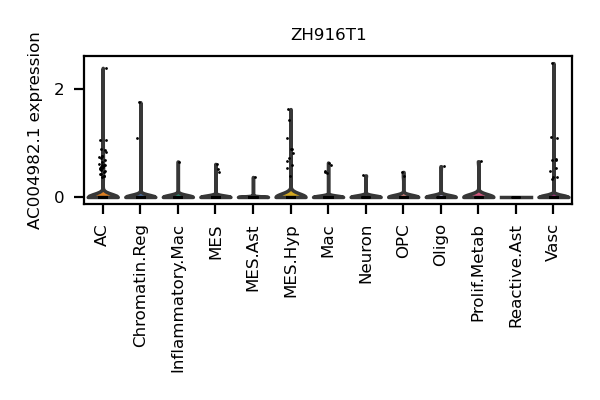 ZH916T1
AC004982.1 expression
2
0
AC
Chromatin.Reg
Inflammatory.Mac
MES
MES.Ast
MES.Hyp
Mac
Neuron
OPC
Oligo
Prolif.Metab
Reactive.Ast
Vasc